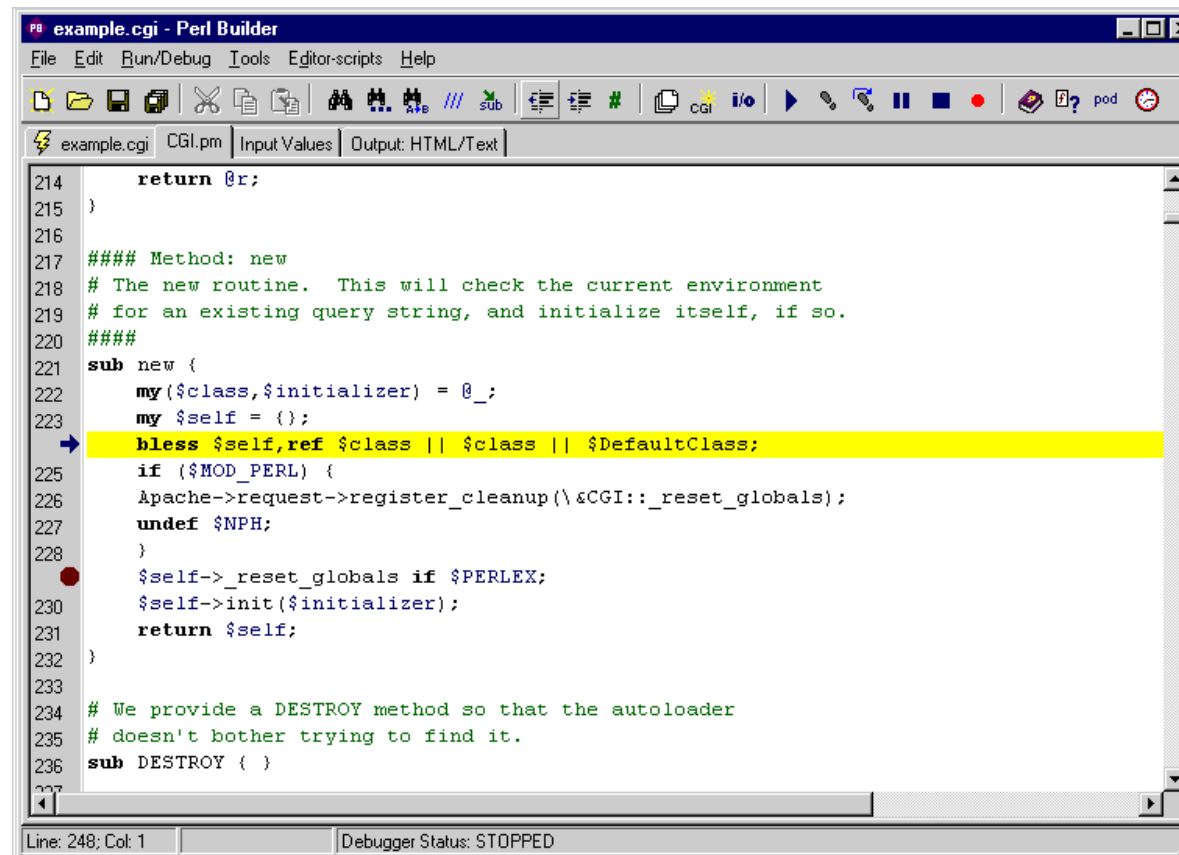 example.cgi - Perl Builder
File Edit Run/Debug Tools Editor-scripts Help
A↓B /// sub # cgi i/o f? pod
example.cgi CGI.pm Input Values Output: HTML/Text
214     return @r;
215 }
216
217 #### Method: new
218 # The new routine.  This will check the current environment
219 # for an existing query string, and initialize itself, if so.
220 ####
221 sub new {
222     my($class,$initializer) = @_;
223     my $self = {};
    bless $self,ref $class || $class || $DefaultClass;
225     if ($MOD_PERL) {
226     Apache->request->register_cleanup(\&CGI::_reset_globals);
227     undef $NPH;
228     }
    $self->_reset_globals if $PERLEX;
230     $self->init($initializer);
231     return $self;
232 }
233
234 # We provide a DESTROY method so that the autoloader
235 # doesn't bother trying to find it.
236 sub DESTROY { }
Line: 248; Col: 1 Debugger Status: STOPPED